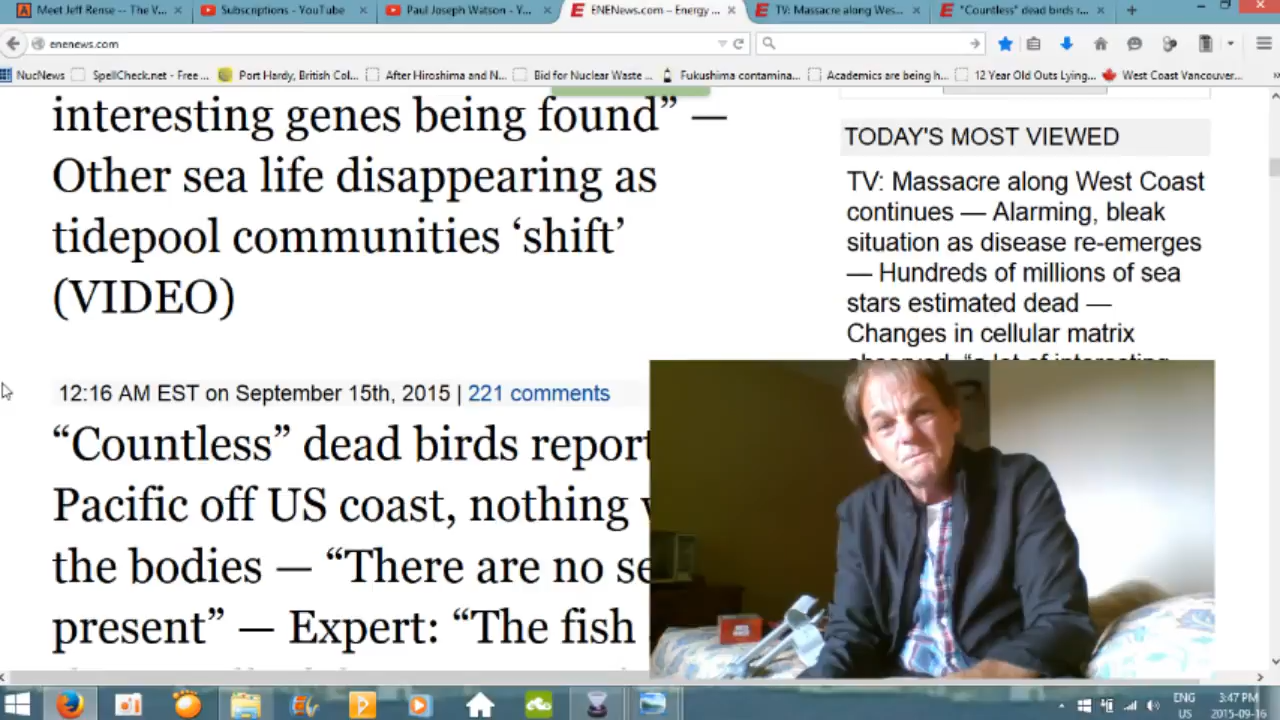 Meet Jeff Rense -- The V...
Subscriptions - YouTube
Paul Joseph Watson - Y...
ENENews.com – Energy ...
TV: Massacre along Wes...
"Countless" dead birds r...
enenews.com
NucNews
SpellCheck.net - Free ...
Port Hardy, British Col...
After Hiroshima and N...
Bid for Nuclear Waste ...
Fukushima contamina...
Academics are being h...
12 Year Old Outs Lying...
West Coast Vancouver...
interesting genes being found” —
Other sea life disappearing as
tidepool communities ‘shift’
(VIDEO)
12:16 AM EST on September 15th, 2015 | 221 comments
“Countless” dead birds report
Pacific off US coast, nothing
the bodies — “There are no se
present” — Expert: “The fish
TODAY'S MOST VIEWED
TV: Massacre along West Coast
continues — Alarming, bleak
situation as disease re-emerges
— Hundreds of millions of sea
stars estimated dead —
Changes in cellular matrix
observed, “a lot of interesting
ENG
US
3:47 PM
2015-09-16